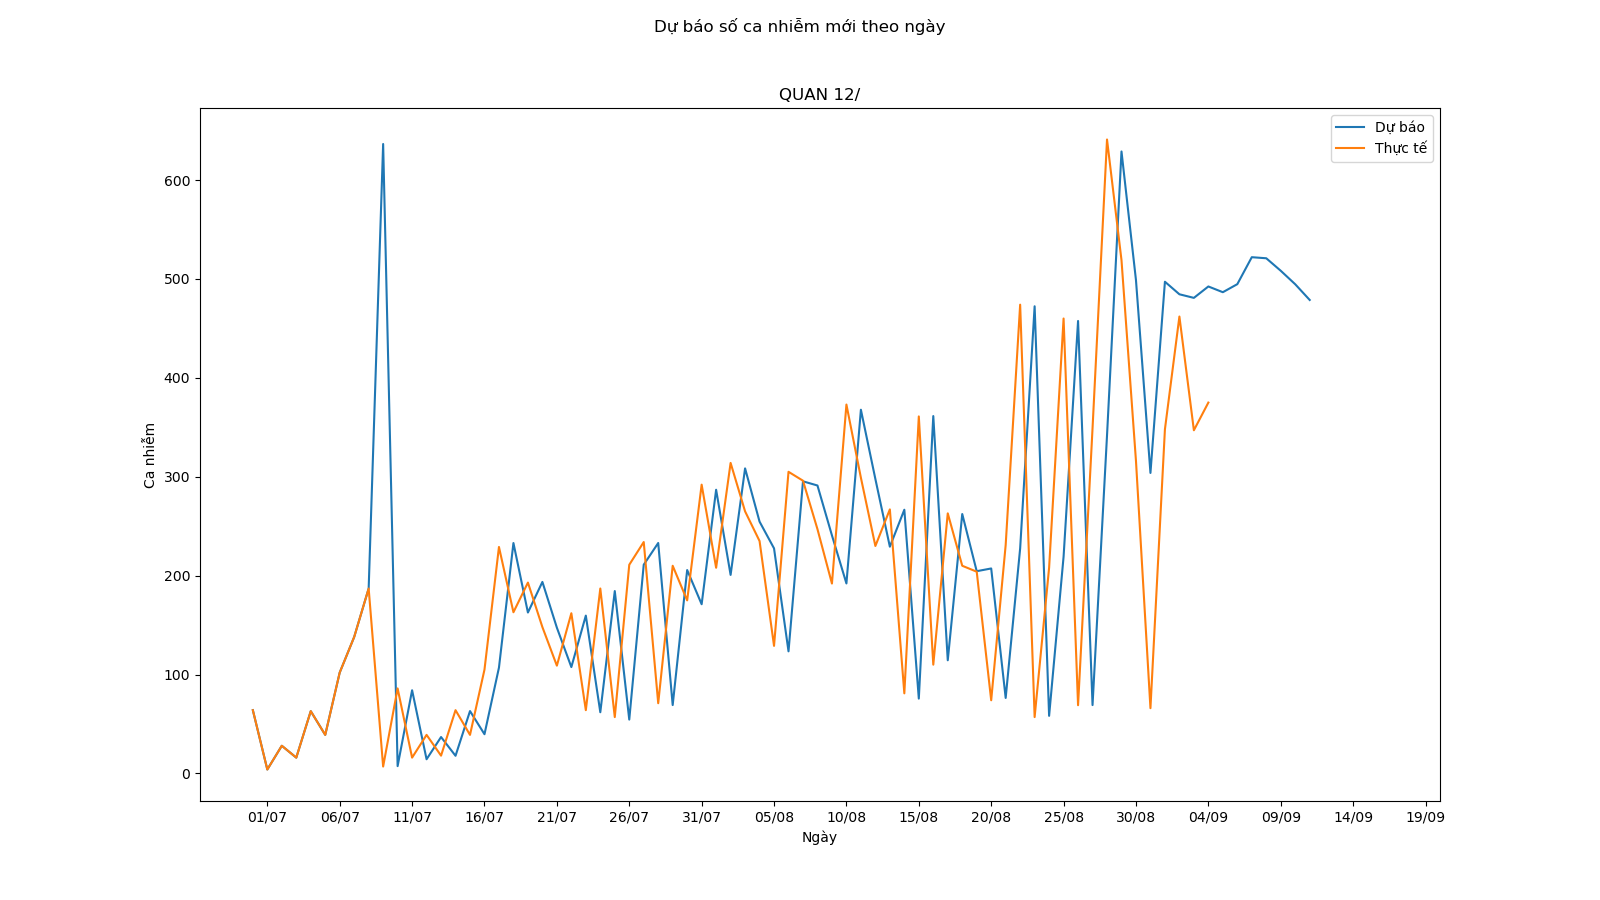 Dự báo số ca nhiễm mới theo ngày
QUAN 12/
Dự báo
Thực tế
600
500
400
300
200
100
0
Ca nhiễm
01/07 06/07 11/07 16/07 21/07 26/07 31/07 05/08 10/08 15/08 20/08 25/08 30/08 04/09 09/09 14/09 19/09
Ngày